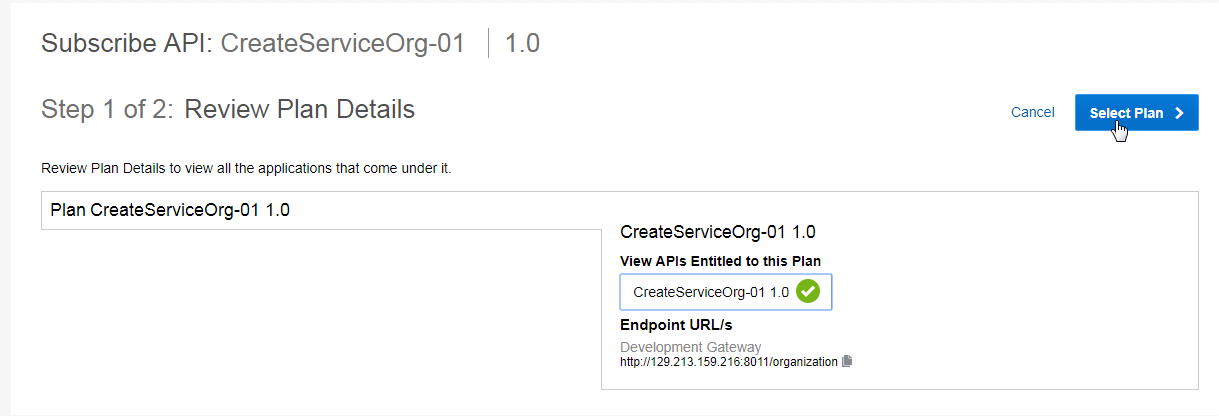 Subscribe API: CreateServiceOrg-01 | 1.0
Step 1 of 2: Review Plan Details
Cancel
Select Plan
Review Plan Details to view all the applications that come under it.
Plan CreateServiceOrg-01 1.0
CreateServiceOrg-01 1.0
View APIs Entitled to this Plan
CreateServiceOrg-01 1.0
Endpoint URL/s
Development Gateway
http://129.213.159.216:8011/organization